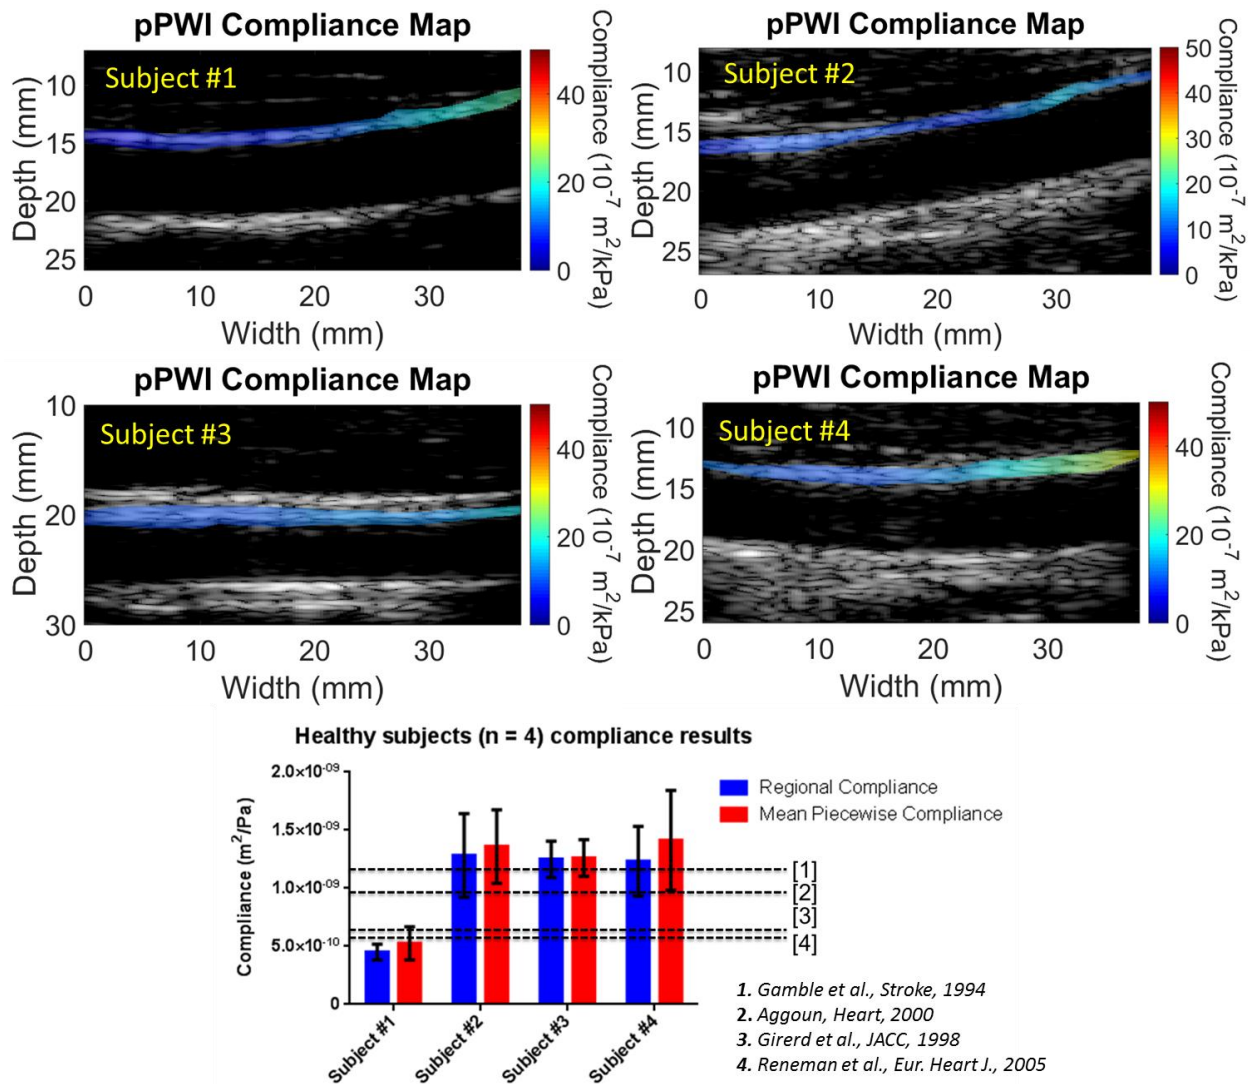 pPWI Compliance Map
Subject #1
10
15
20
25
Depth (mm)
0 10 20 30
Width (mm)
40
20
0
Compliance (10⁻⁷ m²/kPa)
pPWI Compliance Map
Subject #2
10
15
20
25
Depth (mm)
0 10 20 30
Width (mm)
50
40
30
20
10
0
Compliance (10⁻⁷ m²/kPa)
pPWI Compliance Map
Subject #3
10
20
30
Depth (mm)
0 10 20 30
Width (mm)
40
20
0
Compliance (10⁻⁷ m²/kPa)
pPWI Compliance Map
Subject #4
10
15
20
25
Depth (mm)
0 10 20 30
Width (mm)
40
20
0
Compliance (10⁻⁷ m²/kPa)
Healthy subjects (n = 4) compliance results
2.0×10⁻⁰⁹
1.5×10⁻⁰⁹
1.0×10⁻⁰⁹
5.0×10⁻¹⁰
0
Compliance (m²/Pa)
Subject #1
Subject #2
Subject #3
Subject #4
Regional Compliance
Mean Piecewise Compliance
[1]
[2]
[3]
[4]
1. Gamble et al., Stroke, 1994
2. Aggoun, Heart, 2000
3. Girerd et al., JACC, 1998
4. Reneman et al., Eur. Heart J., 2005